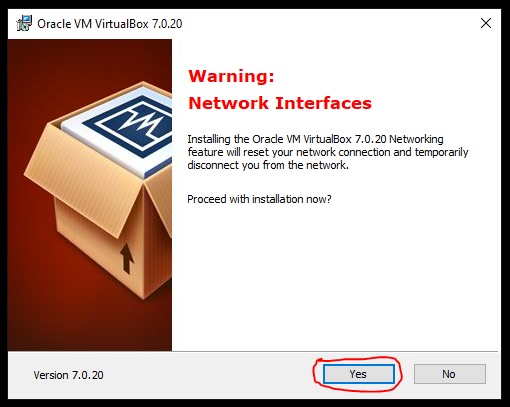 Oracle VM VirtualBox 7.0.20
Warning:
Network Interfaces
Installing the Oracle VM VirtualBox 7.0.20 Networking
feature will reset your network connection and temporarily
disconnect you from the network.
Proceed with installation now?
Version 7.0.20
Yes
No